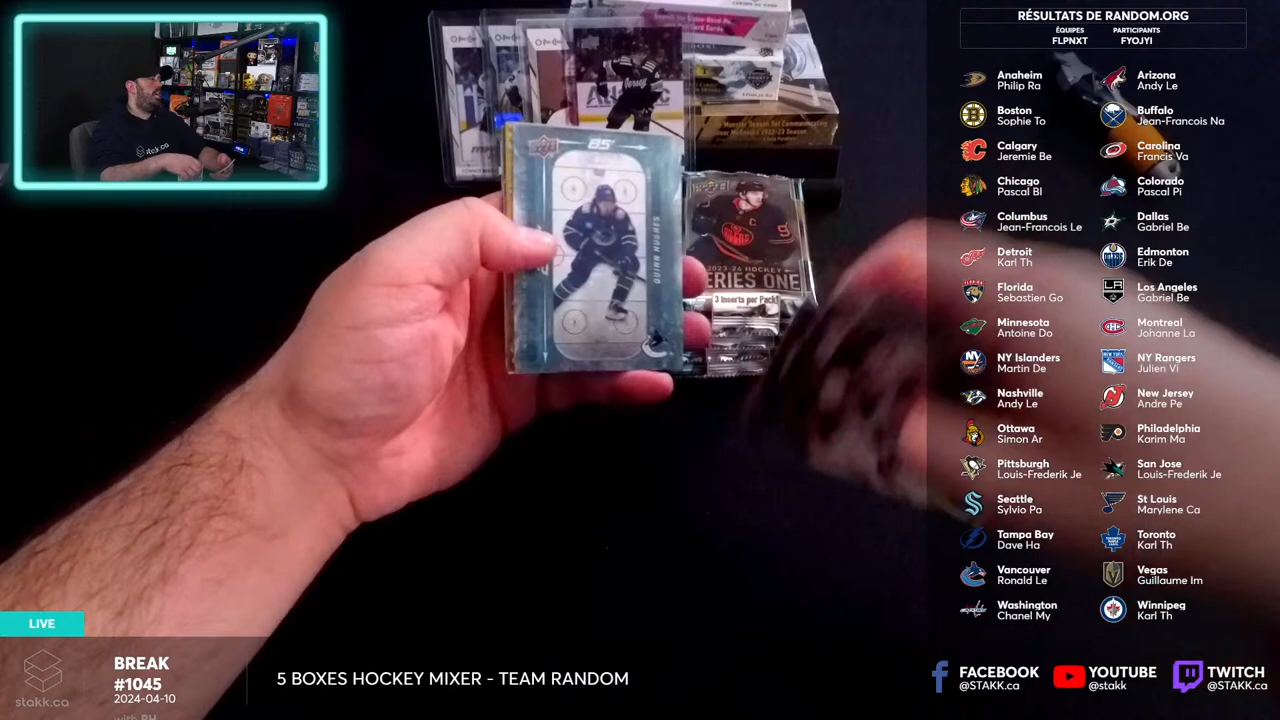 RÉSULTATS DE RANDOM.ORG
ÉQUIPES
FLPNXT
PARTICIPANTS
FYOJYI
Anaheim
Philip Ra
Arizona
Andy Le
Boston
Sophie To
Buffalo
Jean-Francois Na
Calgary
Jeremie Be
Carolina
Francis Va
Chicago
Pascal Bl
Colorado
Pascal Pi
Columbus
Jean-Francois Le
Dallas
Gabriel Be
Detroit
Karl Th
Edmonton
Erik De
Florida
Sebastien Go
Los Angeles
Gabriel Be
Minnesota
Antoine Do
Montreal
Johanne La
NY Islanders
Martin De
NY Rangers
Julien Vi
Nashville
Andy Le
New Jersey
Andre Pe
Ottawa
Simon Ar
Philadelphia
Karim Ma
Pittsburgh
Louis-Frederik Je
San Jose
Louis-Frederik Je
Seattle
Sylvio Pa
St Louis
Marylene Ca
Tampa Bay
Dave Ha
Toronto
Karl Th
Vancouver
Ronald Le
Vegas
Guillaume Im
Washington
Chanel My
Winnipeg
Karl Th
stakk.ca
85
QUINN HUGHES
2023-24 HOCKEY
SERIES ONE
3 Inserts per Pack!
LIVE
stakk.ca
BREAK
#1045
2024-04-10
with PH
5 BOXES HOCKEY MIXER - TEAM RANDOM
FACEBOOK
@STAKK.ca
YOUTUBE
@stakk
TWITCH
@STAKK.ca